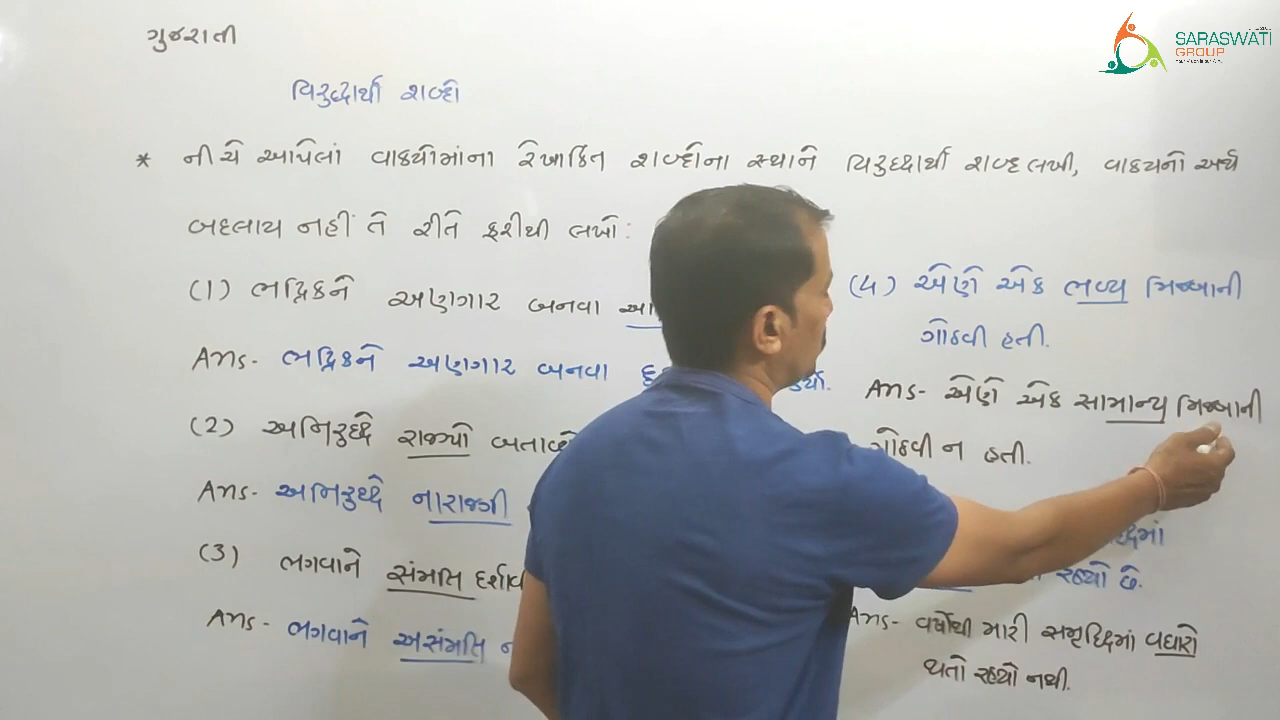 ગુજરાતી
SARASWATI
GROUP
વિરુદ્ધાર્થી શબ્દો
* નીચે આપેલાં વાક્યોમાંના રેખાંકિત શબ્દોના સ્થાને વિરુદ્ધાર્થી શબ્દ લખી, વાક્યનો અર્થ
બદલાય નહીં તે રીતે ફરીથી લખો:
(1) ભદ્રિકને અણગાર બનવા
Ans- ભદ્રિકને અણગાર બનવા
(2) અનિરુદ્ધે રાજીપો
Ans- અનિરુદ્ધે નારાજગી
(3) ભગવાને સંમતિ
Ans- ભગવાને અસંમતિ ન
(4) એણે એક ભવ્ય મિજબાની
ગોઠવી હતી.
Ans- એણે એક સામાન્ય મિજબાની
ગોઠવી ન હતી.
રહ્યો છે.
Ans- વર્ષોથી મારી સમૃદ્ધિમાં વધારો
થતો રહ્યો નથી.